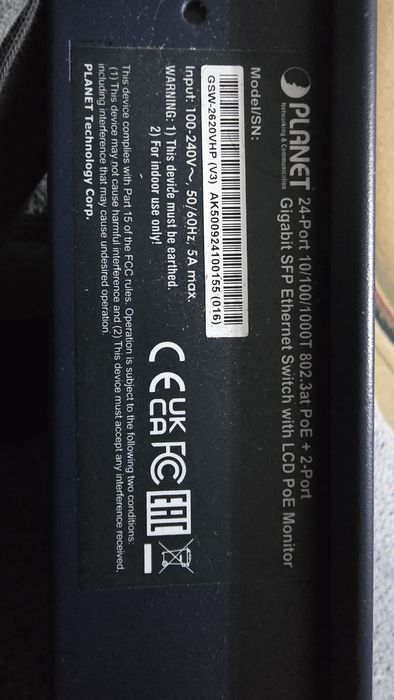 PLANET
Networking & Communication
24-Port 10/100/1000T 802.3at PoE + 2-Port
Gigabit SFP Ethernet Switch with LCD PoE Monitor
Model/SN:
GSW-2620VHP (V3) AK500924100155 (016)
Input: 100-240V~, 50/60Hz, 5A max.
WARNING: 1) This device must be earthed.
2) For indoor use only!
CE UKCA FC EAC
This device complies with Part 15 of the FCC rules. Operation is subject to the following two conditions:
(1) This device may not cause harmful interference and (2) This device must accept any interference received,
including interference that may cause undesired operation.
PLANET Technology Corp.